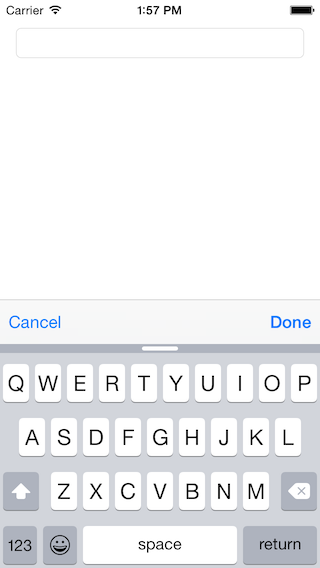 Carrier 1:57 PM
Cancel Done
Q W E R T Y U I O P
A S D F G H J K L
Z X C V B N M
123 space return